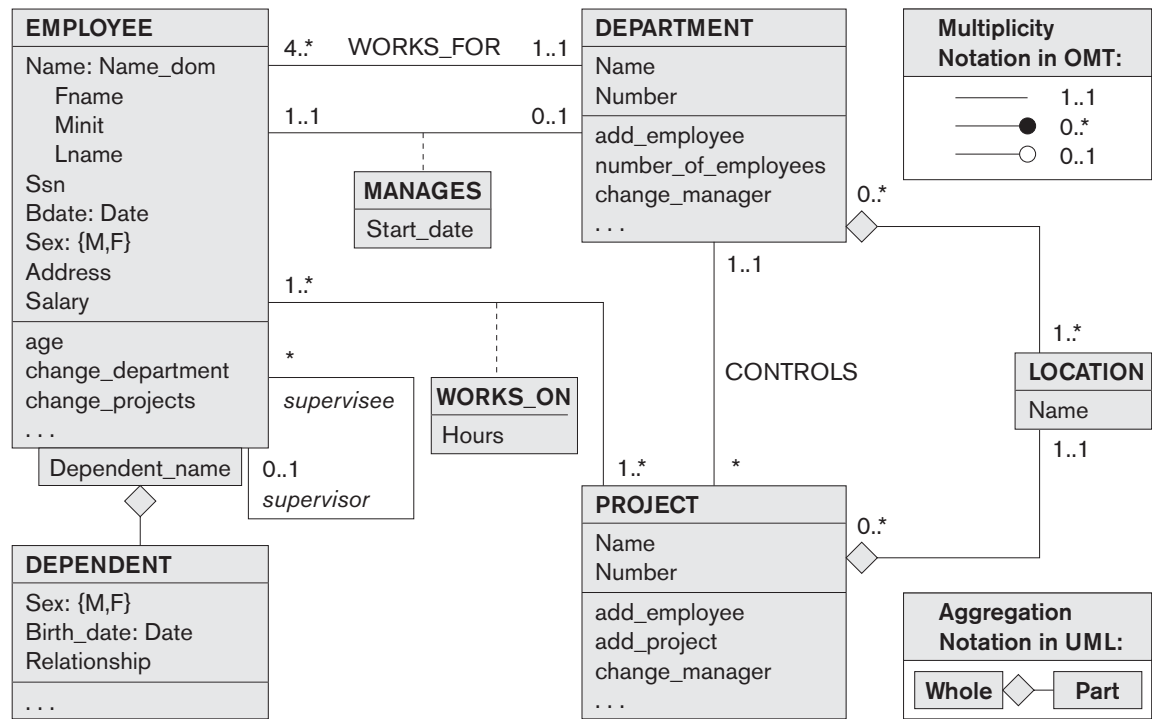 EMPLOYEE
Name: Name_dom
Fname
Minit
Lname
Ssn
Bdate: Date
Sex: {M,F}
Address
Salary
age
change_department
change_projects
. . .
Dependent_name
DEPENDENT
Sex: {M,F}
Birth_date: Date
Relationship
. . .
4..*
WORKS_FOR
1..1
1..1
0..1
MANAGES
Start_date
1..*
*
supervisee
0..1
supervisor
WORKS_ON
Hours
1..*
DEPARTMENT
Name
Number
add_employee
number_of_employees
change_manager
. . .
0..*
1..1
CONTROLS
*
1..*
LOCATION
Name
1..1
PROJECT
Name
Number
add_employee
add_project
change_manager
. . .
0..*
Multiplicity
Notation in OMT:
1..1
0..*
0..1
Aggregation
Notation in UML:
Whole
Part